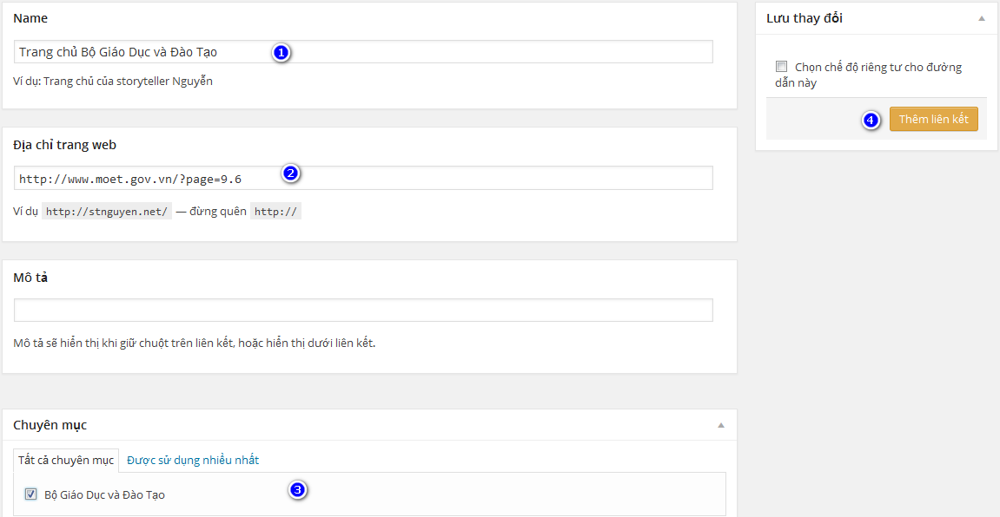 Name
Trang chủ Bộ Giáo Dục và Đào Tạo
1
Ví dụ: Trang chủ của storyteller Nguyễn
Địa chỉ trang web
http://www.moet.gov.vn/?page=9.6
2
Ví dụ http://stnguyen.net/ — đừng quên http://
Mô tả
Mô tả sẽ hiển thị khi giữ chuột trên liên kết, hoặc hiển thị dưới liên kết.
Chuyên mục
Tất cả chuyên mục Được sử dụng nhiều nhất
Bộ Giáo Dục và Đào Tạo
3
Lưu thay đổi
Chọn chế độ riêng tư cho đường
dẫn này
4
Thêm liên kết